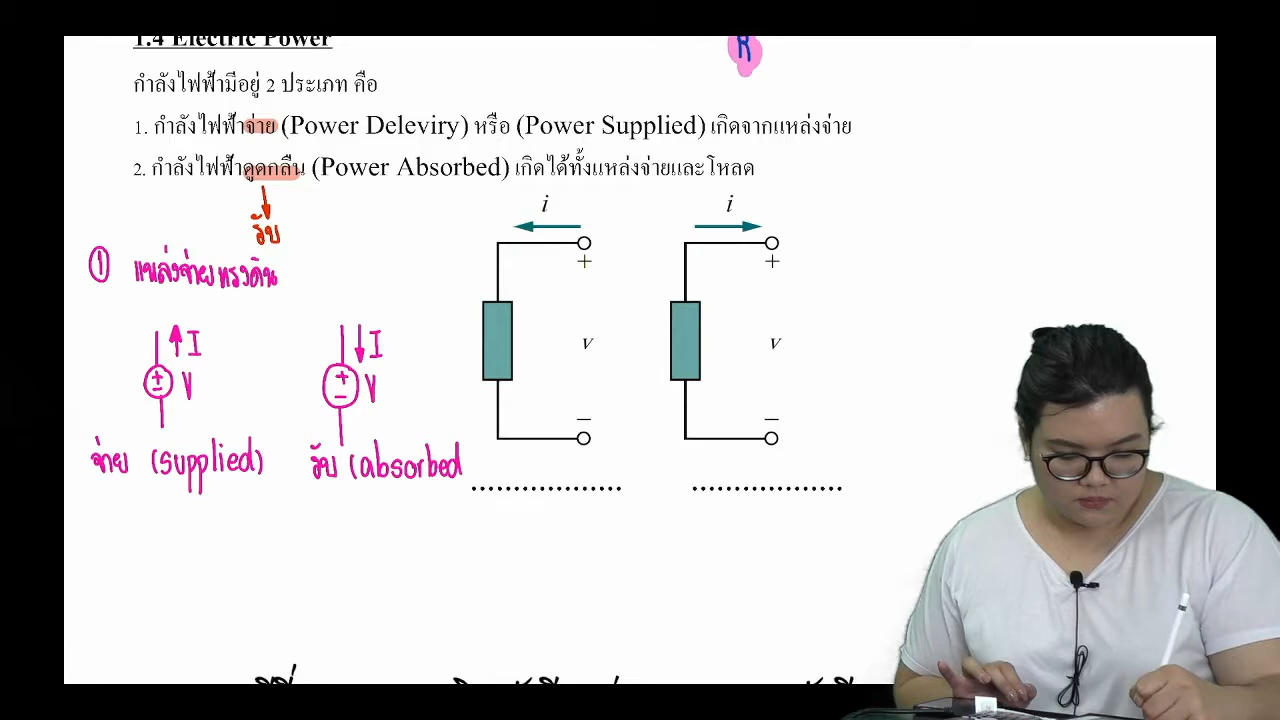 1.4 Electric Power
R
กำลังไฟฟ้ามีอยู่ 2 ประเภท คือ
1. กำลังไฟฟ้าจ่าย (Power Deleviry) หรือ (Power Supplied) เกิดจากแหล่งจ่าย
2. กำลังไฟฟ้าดูดกลืน (Power Absorbed) เกิดได้ทั้งแหล่งจ่ายและโหลด
รับ
① แหล่งจ่ายแรงดัน
i
i
+
+
I
I
+
−
V
+
−
V
v
v
−
−
จ่าย (supplied)
รับ (absorbed
.................
.................